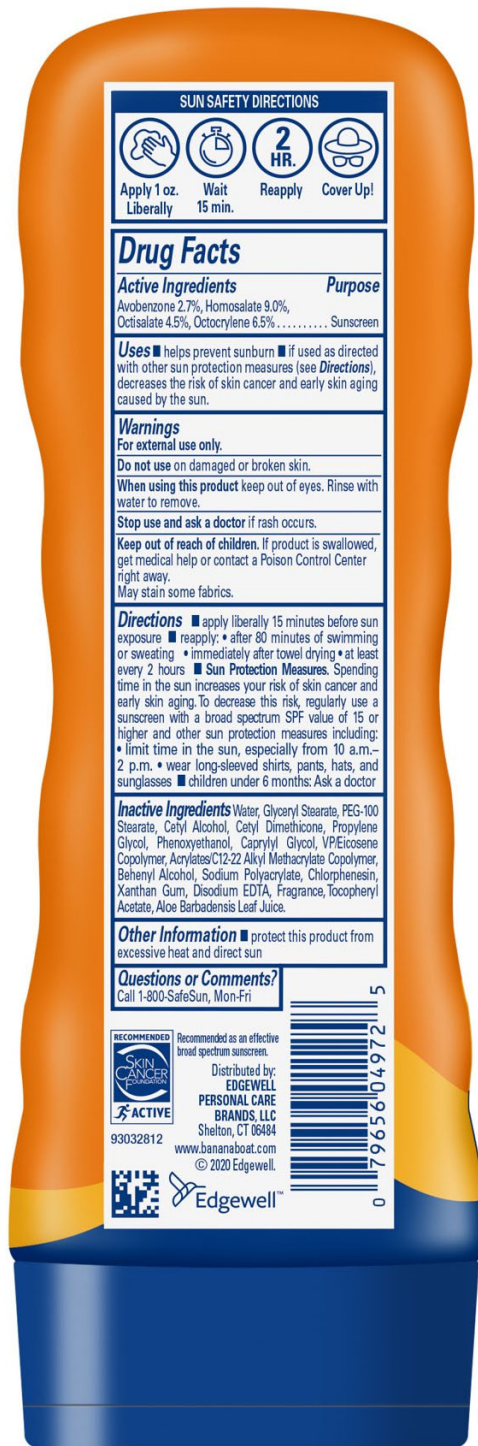 SUN SAFETY DIRECTIONS
Apply 1 oz.
Liberally
Wait
15 min.
2
HR.
Reapply
Cover Up!
Drug Facts
Active Ingredients Purpose
Avobenzone 2.7%, Homosalate 9.0%,
Octisalate 4.5%, Octocrylene 6.5% . . . . . . . . . . Sunscreen
Uses ■ helps prevent sunburn ■ if used as directed
with other sun protection measures (see Directions),
decreases the risk of skin cancer and early skin aging
caused by the sun.
Warnings
For external use only.
Do not use on damaged or broken skin.
When using this product keep out of eyes. Rinse with
water to remove.
Stop use and ask a doctor if rash occurs.
Keep out of reach of children. If product is swallowed,
get medical help or contact a Poison Control Center
right away.
May stain some fabrics.
Directions ■ apply liberally 15 minutes before sun
exposure ■ reapply: • after 80 minutes of swimming
or sweating • immediately after towel drying • at least
every 2 hours ■ Sun Protection Measures. Spending
time in the sun increases your risk of skin cancer and
early skin aging. To decrease this risk, regularly use a
sunscreen with a broad spectrum SPF value of 15 or
higher and other sun protection measures including:
• limit time in the sun, especially from 10 a.m.–
2 p.m. • wear long-sleeved shirts, pants, hats, and
sunglasses ■ children under 6 months: Ask a doctor
Inactive Ingredients Water, Glyceryl Stearate, PEG-100
Stearate, Cetyl Alcohol, Cetyl Dimethicone, Propylene
Glycol, Phenoxyethanol, Caprylyl Glycol, VP/Eicosene
Copolymer, Acrylates/C12-22 Alkyl Methacrylate Copolymer,
Behenyl Alcohol, Sodium Polyacrylate, Chlorphenesin,
Xanthan Gum, Disodium EDTA, Fragrance, Tocopheryl
Acetate, Aloe Barbadensis Leaf Juice.
Other Information ■ protect this product from
excessive heat and direct sun
Questions or Comments?
Call 1-800-SafeSun, Mon-Fri
RECOMMENDED
SKIN
CANCER
FOUNDATION
ACTIVE
93032812
Recommended as an effective
broad spectrum sunscreen.
Distributed by:
EDGEWELL
PERSONAL CARE
BRANDS, LLC
Shelton, CT 06484
www.bananaboat.com
© 2020 Edgewell.
Edgewell™
0 79656 04972 5